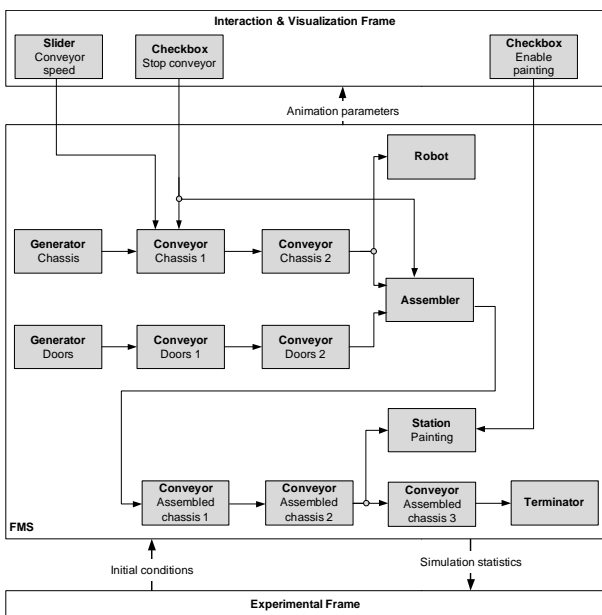 Interaction & Visualization Frame
Slider
Conveyor
speed
Checkbox
Stop conveyor
Checkbox
Enable
painting
Animation parameters
Robot
Generator
Chassis
Conveyor
Chassis 1
Conveyor
Chassis 2
Assembler
Generator
Doors
Conveyor
Doors 1
Conveyor
Doors 2
Station
Painting
Conveyor
Assembled
chassis 1
Conveyor
Assembled
chassis 2
Conveyor
Assembled
chassis 3
Terminator
FMS
Initial conditions
Simulation statistics
Experimental Frame